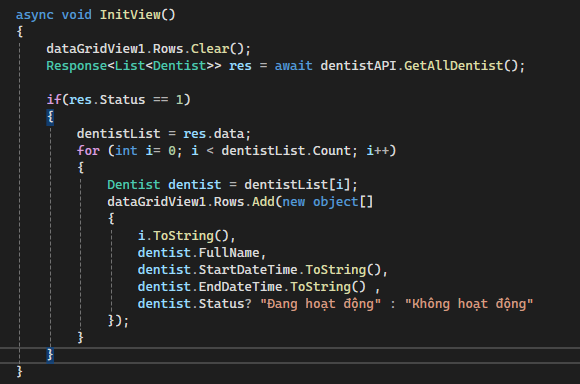 async void InitView()
{
dataGridView1.Rows.Clear();
Response<List<Dentist>> res = await dentistAPI.GetAllDentist();
if(res.Status == 1)
{
dentistList = res.data;
for (int i= 0; i < dentistList.Count; i++)
{
Dentist dentist = dentistList[i];
dataGridView1.Rows.Add(new object[]
{
i.ToString(),
dentist.FullName,
dentist.StartDateTime.ToString(),
dentist.EndDateTime.ToString() ,
dentist.Status? "Đang hoạt động" : "Không hoạt động"
});
}
}
}